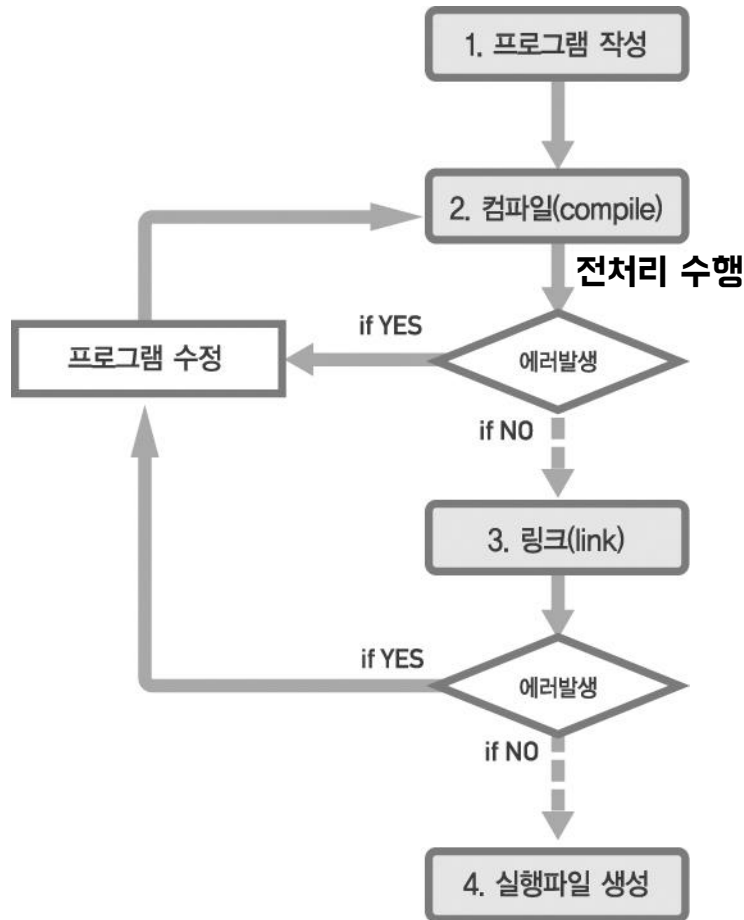 1. 프로그램 작성
2. 컴파일(compile)
전처리 수행
if YES
프로그램 수정
에러발생
if NO
3. 링크(link)
if YES
에러발생
if NO
4. 실행파일 생성